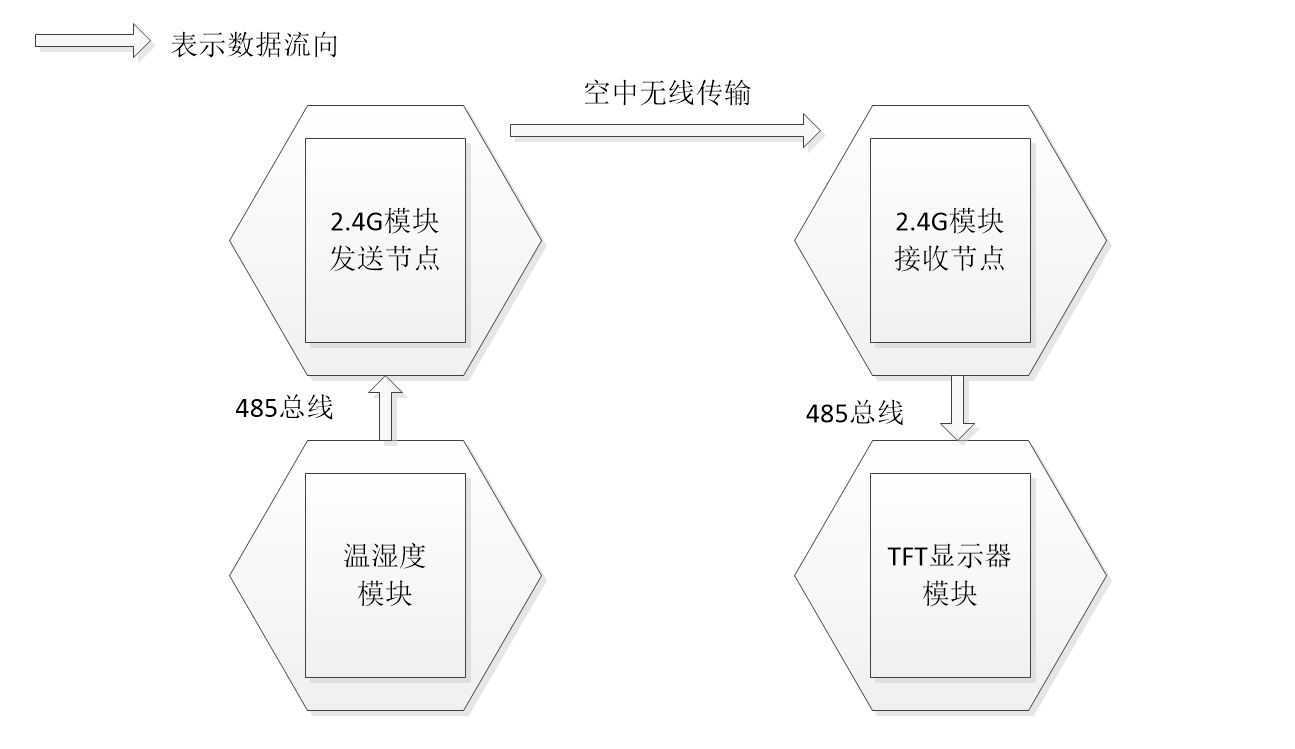 表示数据流向
空中无线传输
2.4G模块
发送节点
2.4G模块
接收节点
485总线
485总线
温湿度
模块
TFT显示器
模块